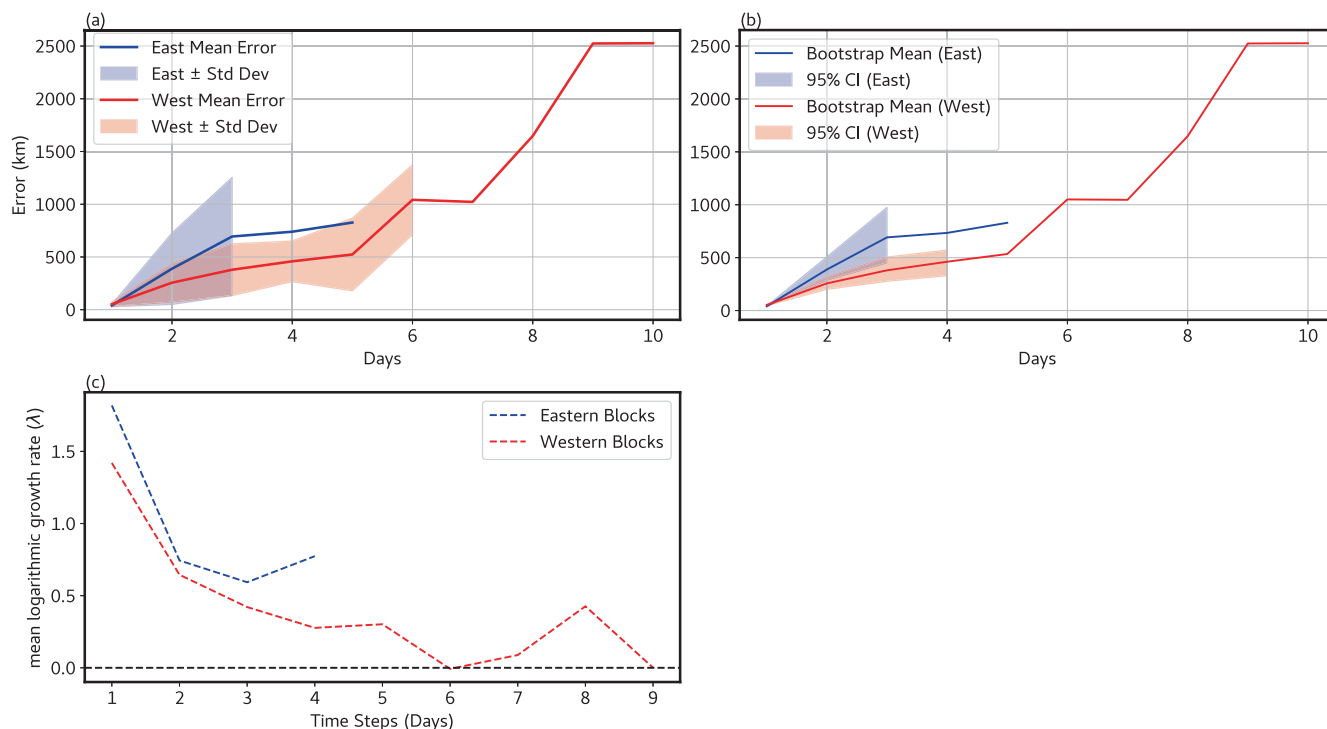 (a)
2500
2000
1500
1000
500
0
Error (km)
East Mean Error
East ± Std Dev
West Mean Error
West ± Std Dev
2 4 6 8 10
Days
(b)
2500
2000
1500
1000
500
0
Bootstrap Mean (East)
95% CI (East)
Bootstrap Mean (West)
95% CI (West)
2 4 6 8 10
Days
(c)
1.5
1.0
0.5
0.0
mean logarithmic growth rate (λ)
Eastern Blocks
Western Blocks
1 2 3 4 5 6 7 8 9
Time Steps (Days)